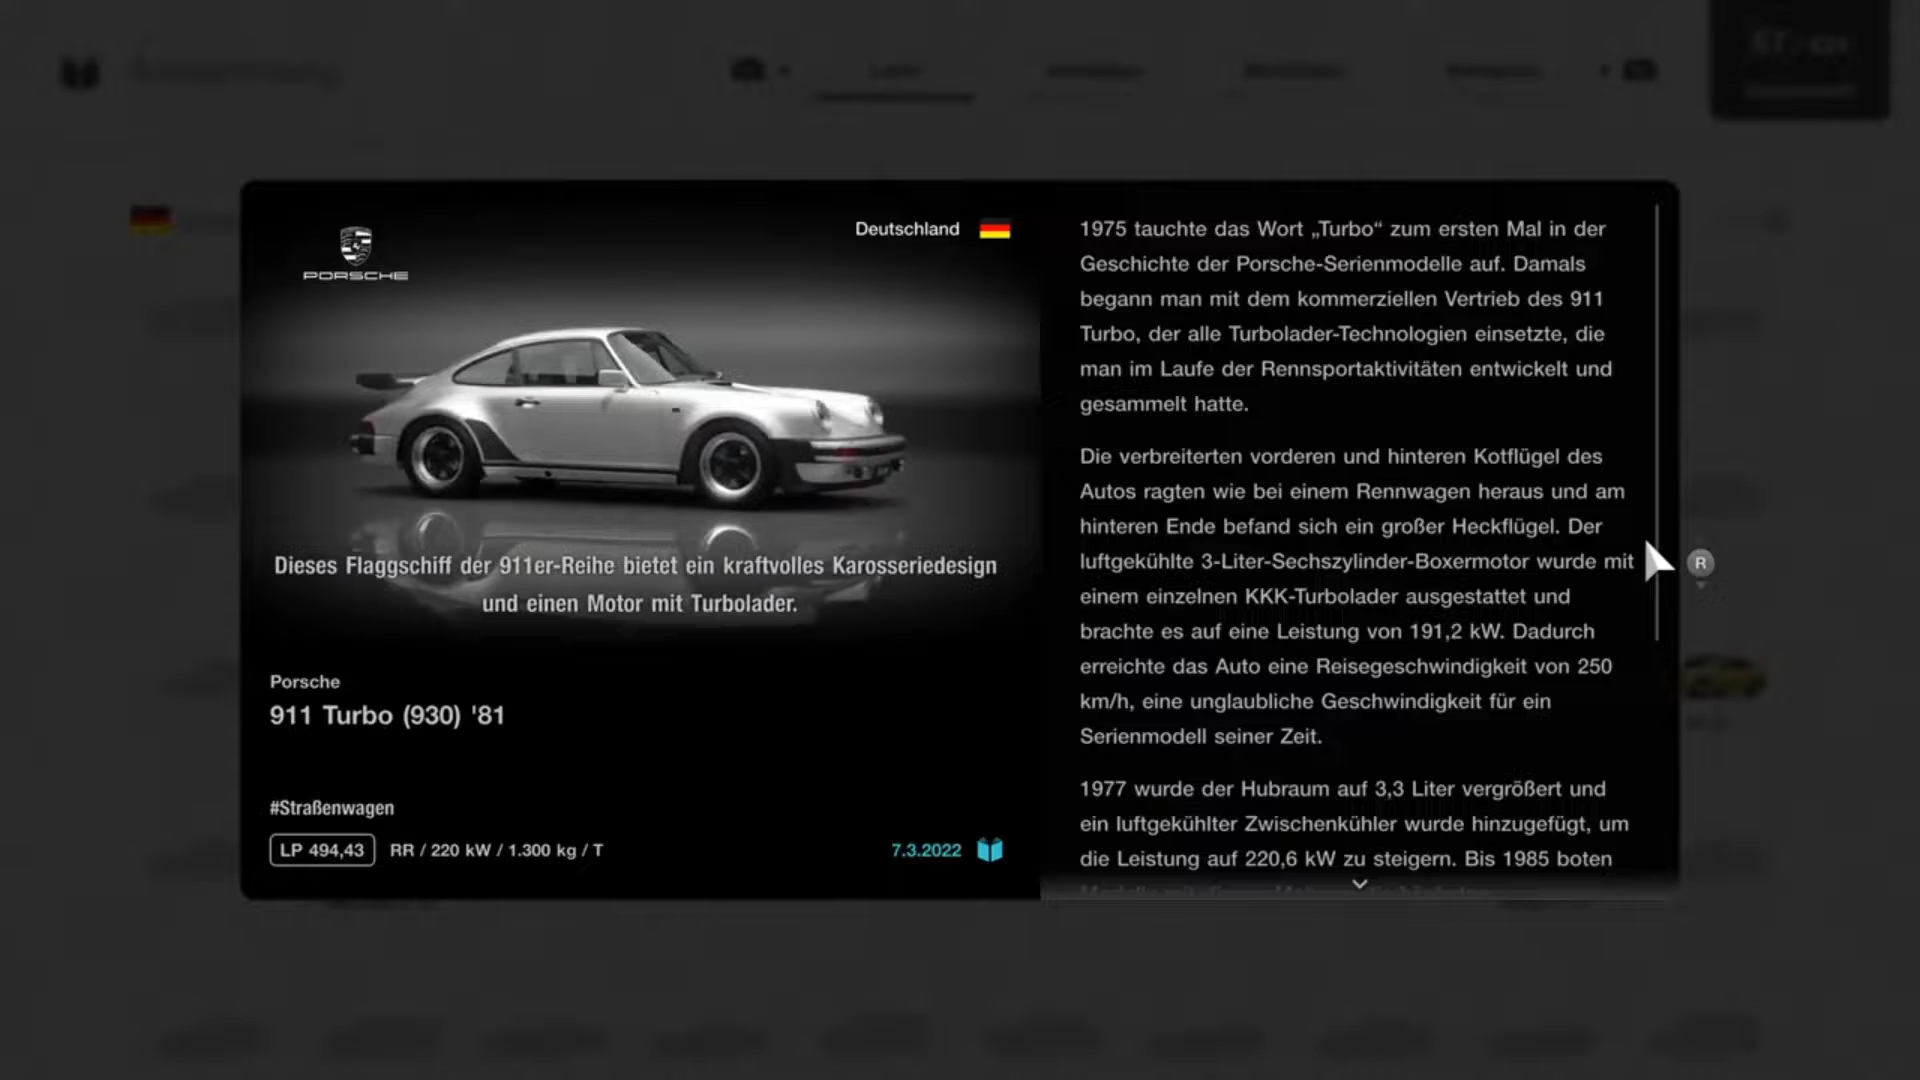 PORSCHE
Deutschland
Dieses Flaggschiff der 911er-Reihe bietet ein kraftvolles Karosseriedesign
und einen Motor mit Turbolader.
Porsche
911 Turbo (930) '81
#Straßenwagen
LP 494,43 RR / 220 kW / 1.300 kg / T
7.3.2022
1975 tauchte das Wort „Turbo“ zum ersten Mal in der
Geschichte der Porsche-Serienmodelle auf. Damals
begann man mit dem kommerziellen Vertrieb des 911
Turbo, der alle Turbolader-Technologien einsetzte, die
man im Laufe der Rennsportaktivitäten entwickelt und
gesammelt hatte.
Die verbreiterten vorderen und hinteren Kotflügel des
Autos ragten wie bei einem Rennwagen heraus und am
hinteren Ende befand sich ein großer Heckflügel. Der
luftgekühlte 3-Liter-Sechszylinder-Boxermotor wurde mit
einem einzelnen KKK-Turbolader ausgestattet und
brachte es auf eine Leistung von 191,2 kW. Dadurch
erreichte das Auto eine Reisegeschwindigkeit von 250
km/h, eine unglaubliche Geschwindigkeit für ein
Serienmodell seiner Zeit.
1977 wurde der Hubraum auf 3,3 Liter vergrößert und
ein luftgekühlter Zwischenkühler wurde hinzugefügt, um
die Leistung auf 220,6 kW zu steigern. Bis 1985 boten
R